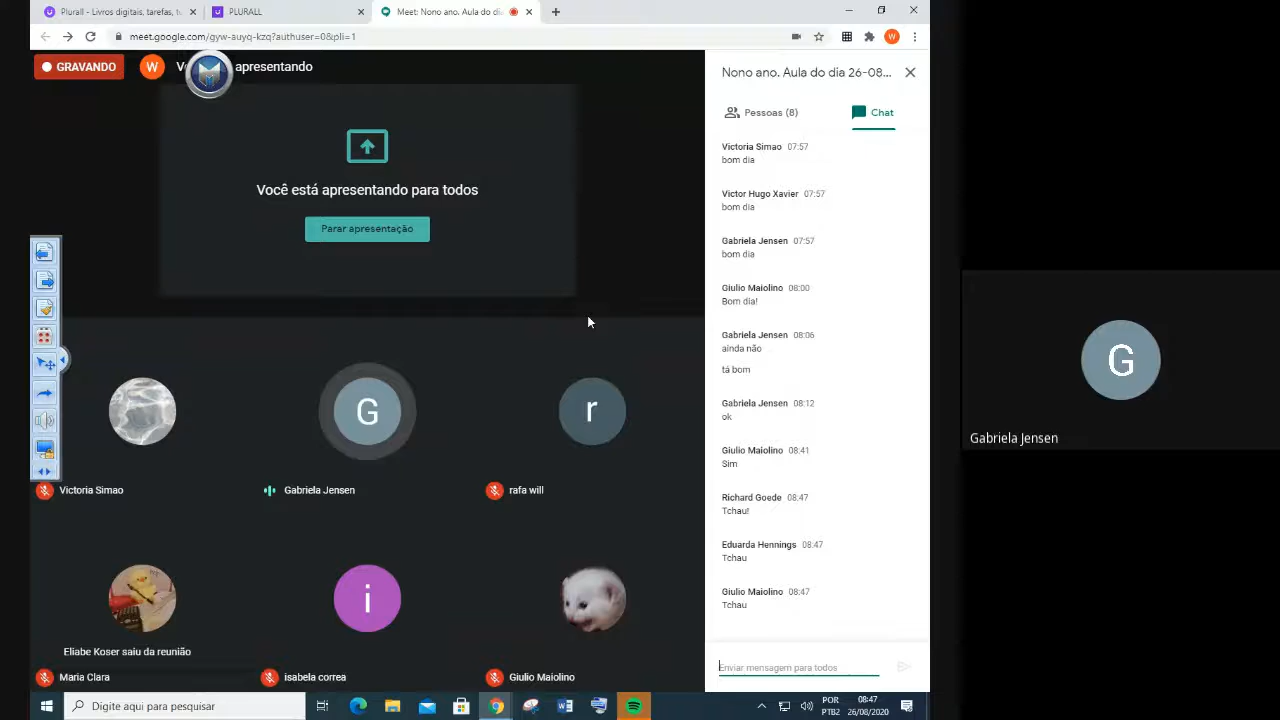 Plurall - Livros digitais, tarefas, t
PLURALL
Meet: Nono ano. Aula do dia
meet.google.com/gyw-auyq-kzq?authuser=0&pli=1
W
GRAVANDO
W
apresentando
Você está apresentando para todos
Parar apresentação
G
r
Victoria Simao
Gabriela Jensen
rafa will
i
Eliabe Koser saiu da reunião
Maju Clara
isabela correa
Giulio Maiolino
Nono ano. Aula do dia 26-08...
Pessoas (8)
Chat
Victoria Simao 07:57
bom dia
Victor Hugo Xavier 07:57
bom dia
Gabriela Jensen 07:57
bom dia
Giulio Maiolino 08:00
Bom dia!
Gabriela Jensen 08:06
ainda não
tá bom
Gabriela Jensen 08:12
ok
Giulio Maiolino 08:41
Sim
Richard Goede 08:47
Tchau!
Eduarda Hennings 08:47
Tchau
Giulio Maiolino 08:47
Tchau
Enviar mensagem para todos
G
Gabriela Jensen
Digite aqui para pesquisar
POR
PTB2
08:47
26/08/2020